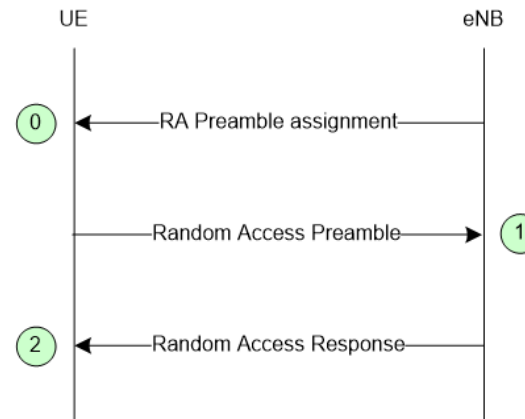 UE eNB
0 RA Preamble assignment
Random Access Preamble 1
2 Random Access Response